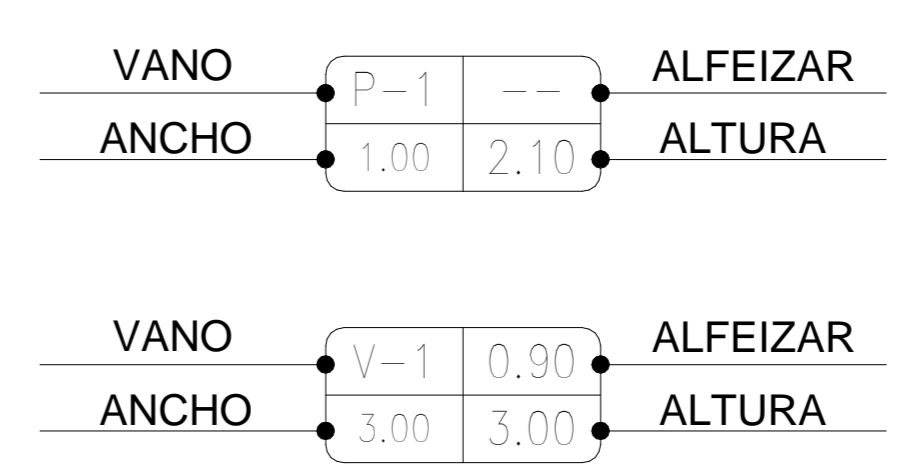 VANO P-1 -- ALFEIZAR
ANCHO 1.00 2.10 ALTURA
VANO V-1 0.90 ALFEIZAR
ANCHO 3.00 3.00 ALTURA